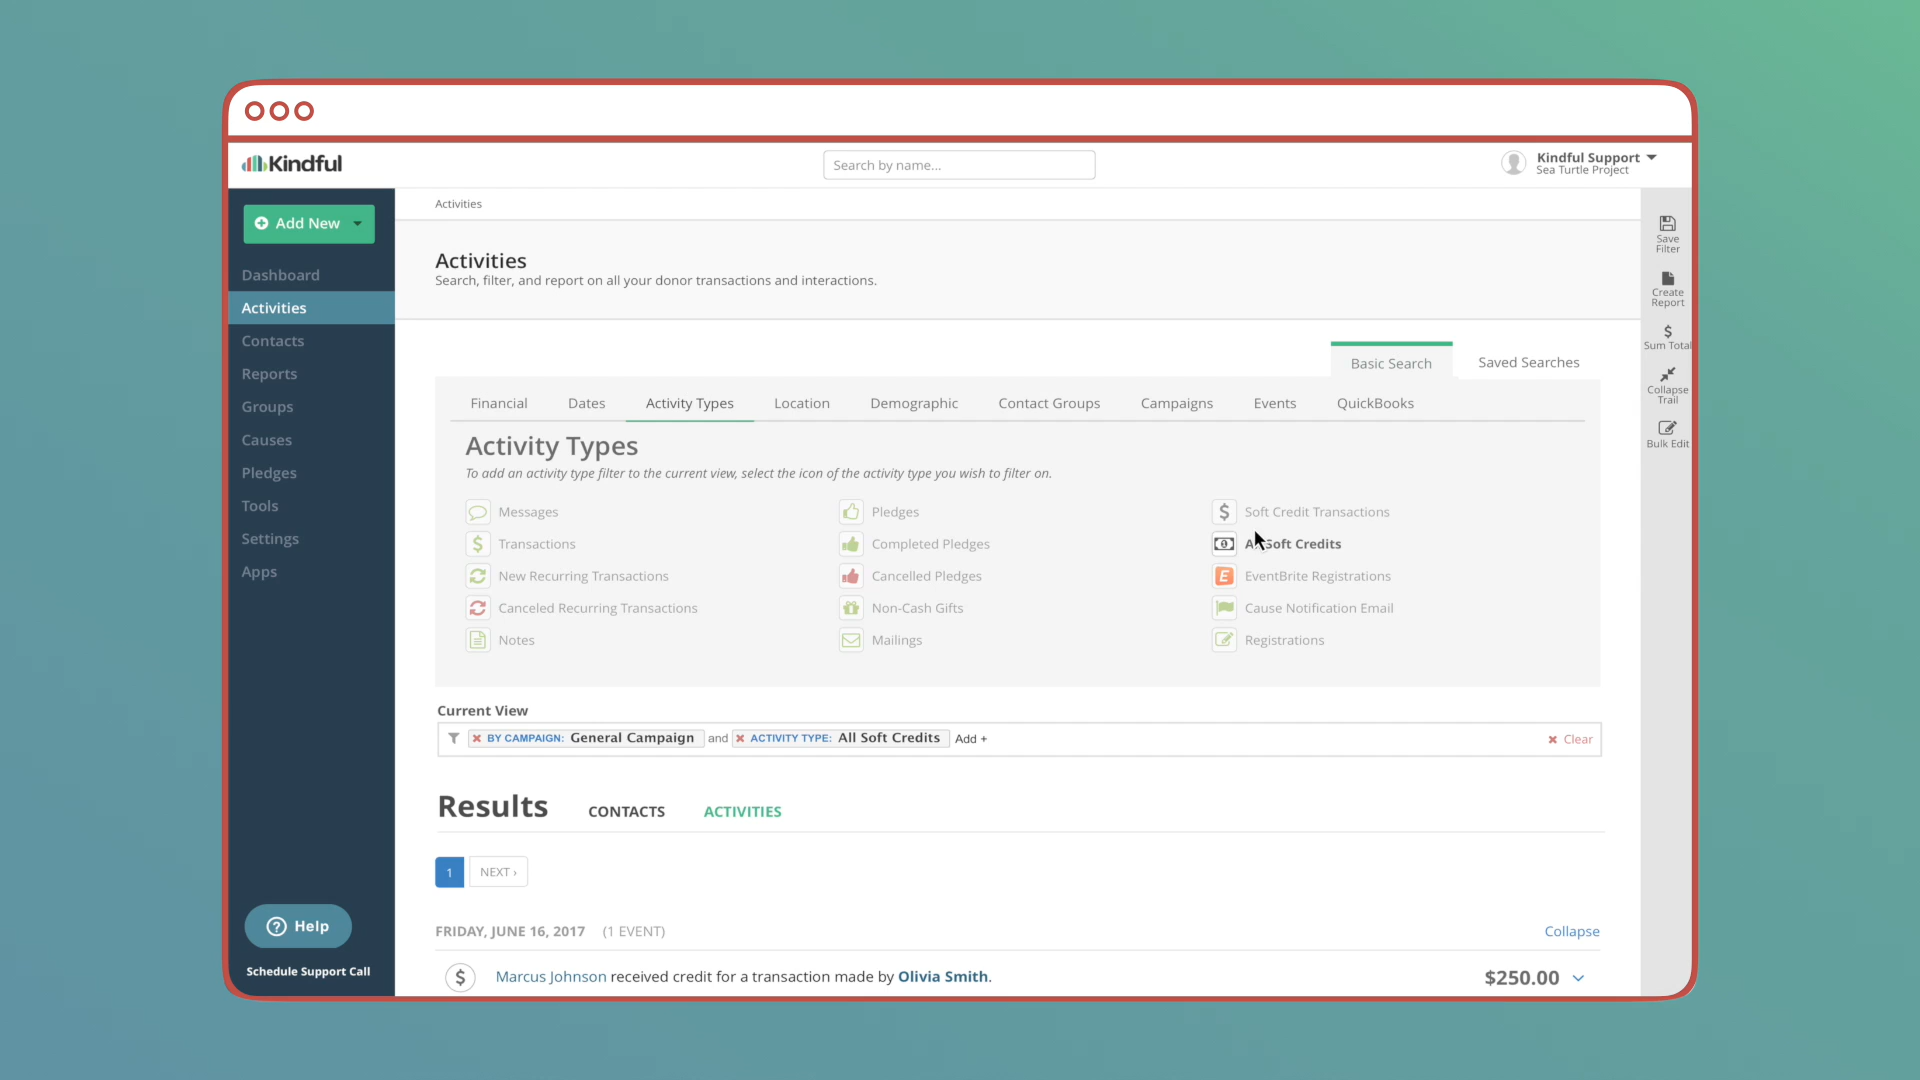 Kindful
Search by name...
Kindful Support
Sea Turtle Project
Add New
Dashboard
Activities
Contacts
Reports
Groups
Causes
Pledges
Tools
Settings
Apps
Help
Schedule Support Call
Activities
Activities
Search, filter, and report on all your donor transactions and interactions.
Basic Search
Saved Searches
Financial
Dates
Activity Types
Location
Demographic
Contact Groups
Campaigns
Events
QuickBooks
Activity Types
To add an activity type filter to the current view, select the icon of the activity type you wish to filter on.
Messages
Transactions
New Recurring Transactions
Canceled Recurring Transactions
Notes
Pledges
Completed Pledges
Cancelled Pledges
Non-Cash Gifts
Mailings
Soft Credit Transactions
All Soft Credits
EventBrite Registrations
Cause Notification Email
Registrations
Current View
BY CAMPAIGN: General Campaign and ACTIVITY TYPE: All Soft Credits Add +
Clear
Results
CONTACTS
ACTIVITIES
1
NEXT ›
FRIDAY, JUNE 16, 2017 (1 EVENT)
Collapse
Marcus Johnson received credit for a transaction made by Olivia Smith.
$250.00
Save
Filter
Create
Report
Sum Total
Collapse
Trail
Bulk Edit